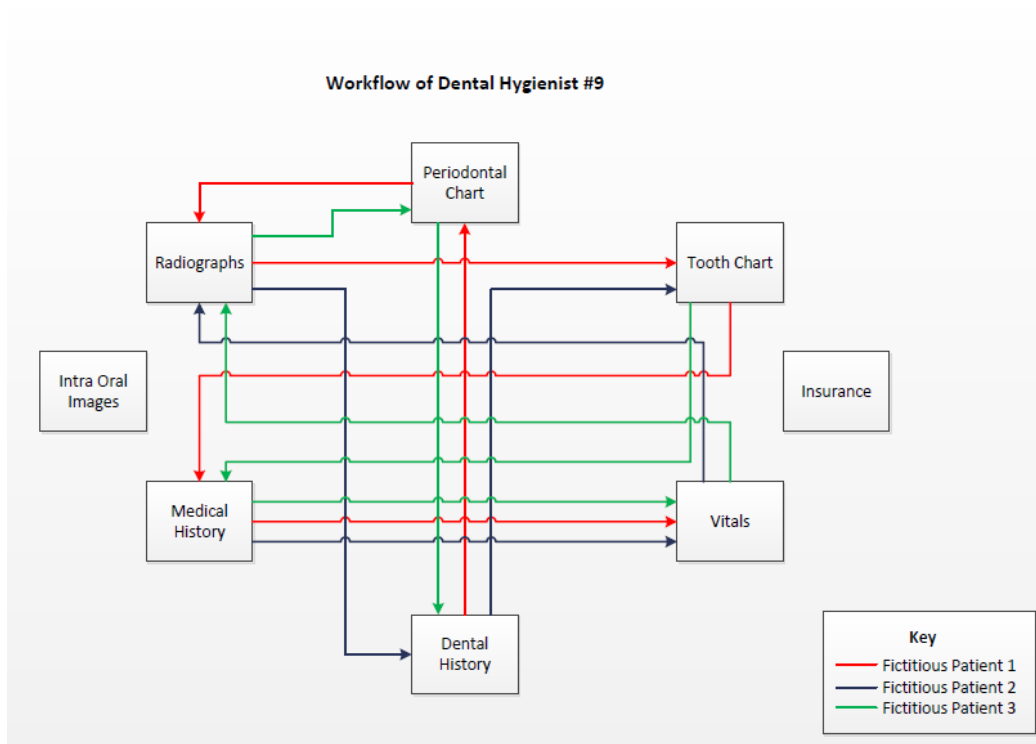 Workflow of Dental Hygienist #9
Periodontal
Chart
Radiographs
Tooth Chart
Intra Oral
Images
Insurance
Medical
History
Vitals
Dental
History
Key
Fictitious Patient 1
Fictitious Patient 2
Fictitious Patient 3